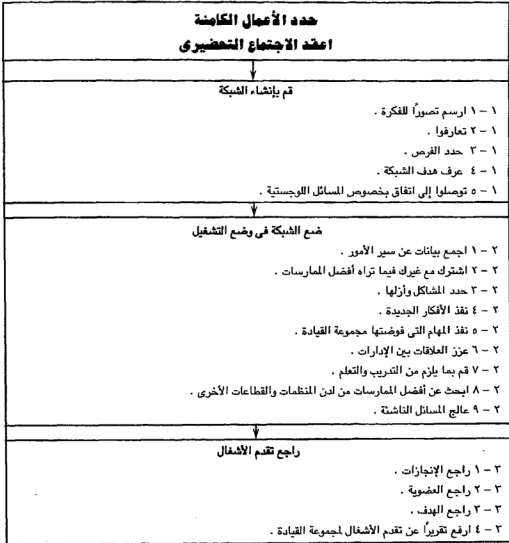 حدد الأعمال الكامنة
اعقد الاجتماع التحضيرى
قم بإنشاء الشبكة
١ – ١ ارسم تصورًا للفكرة .
١ – ٢ تعارفوا .
١ – ٣ حدد الفرص .
١ – ٤ عرف هدف الشبكة .
١ – ٥ توصلوا إلى اتفاق بخصوص المسائل اللوجستية .
ضع الشبكة فى وضع التشغيل
٢ – ١ اجمع بيانات عن سير الأمور .
٢ – ٢ اشترك مع غيرك فيما تراه أفضل الممارسات .
٢ – ٣ حدد المشاكل وأزلها .
٢ – ٤ نفذ الأفكار الجديدة .
٢ – ٥ نفذ المهام التى فوضتها مجموعة القيادة .
٢ – ٦ عزز العلاقات بين الإدارات .
٢ – ٧ قم بما يلزم من التدريب والتعلم .
٢ – ٨ ابحث عن أفضل الممارسات من لدن المنظمات والقطاعات الأخرى .
٢ – ٩ عالج المسائل الناشئة .
راجع تقدم الأشغال
٣ – ١ راجع الإنجازات .
٣ – ٢ راجع العضوية .
٣ – ٣ راجع الهدف .
٣ – ٤ ارفع تقريرًا عن تقدم الأشغال لمجموعة القيادة .